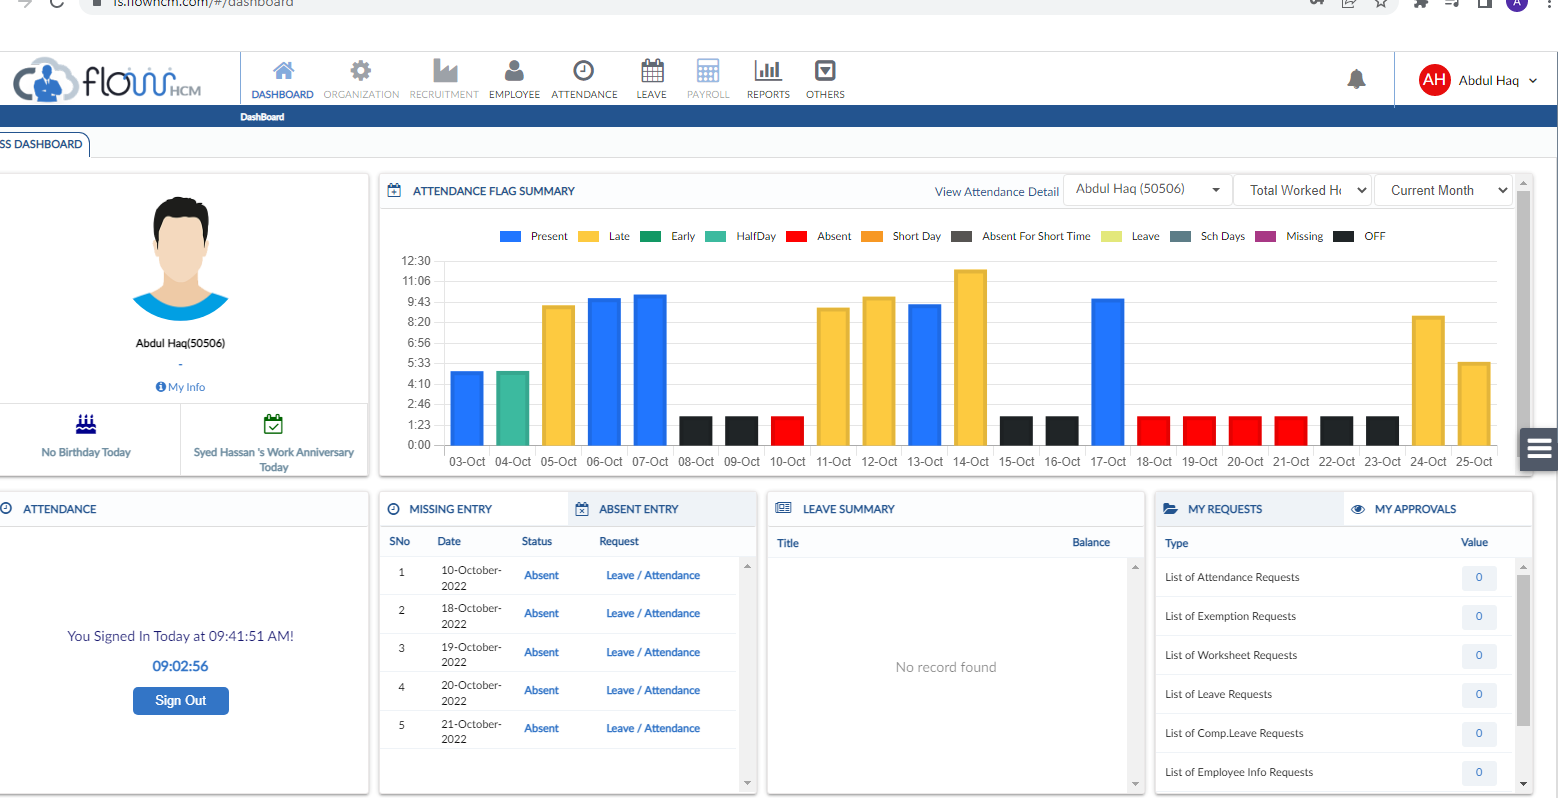 fs.flowhcm.com/#/dashboard
A
flowHCM
DASHBOARD ORGANIZATION RECRUITMENT EMPLOYEE ATTENDANCE LEAVE PAYROLL REPORTS OTHERS
AH Abdul Haq
DashBoard
SS DASHBOARD
Abdul Haq(50506)
-
My Info
No Birthday Today
Syed Hassan 's Work Anniversary
Today
ATTENDANCE FLAG SUMMARY
View Attendance Detail Abdul Haq (50506) Total Worked Ho Current Month
Present Late Early HalfDay Absent Short Day Absent For Short Time Leave Sch Days Missing OFF
12:30
11:06
9:43
8:20
6:56
5:33
4:10
2:46
1:23
0:00
03-Oct 04-Oct 05-Oct 06-Oct 07-Oct 08-Oct 09-Oct 10-Oct 11-Oct 12-Oct 13-Oct 14-Oct 15-Oct 16-Oct 17-Oct 18-Oct 19-Oct 20-Oct 21-Oct 22-Oct 23-Oct 24-Oct 25-Oct
ATTENDANCE
You Signed In Today at 09:41:51 AM!
09:02:56
Sign Out
MISSING ENTRY ABSENT ENTRY
SNo Date Status Request
1 10-October-
2022 Absent Leave / Attendance
2 18-October-
2022 Absent Leave / Attendance
3 19-October-
2022 Absent Leave / Attendance
4 20-October-
2022 Absent Leave / Attendance
5 21-October-
2022 Absent Leave / Attendance
LEAVE SUMMARY
Title Balance
No record found
MY REQUESTS MY APPROVALS
Type Value
List of Attendance Requests 0
List of Exemption Requests 0
List of Worksheet Requests 0
List of Leave Requests 0
List of Comp.Leave Requests 0
List of Employee Info Requests 0